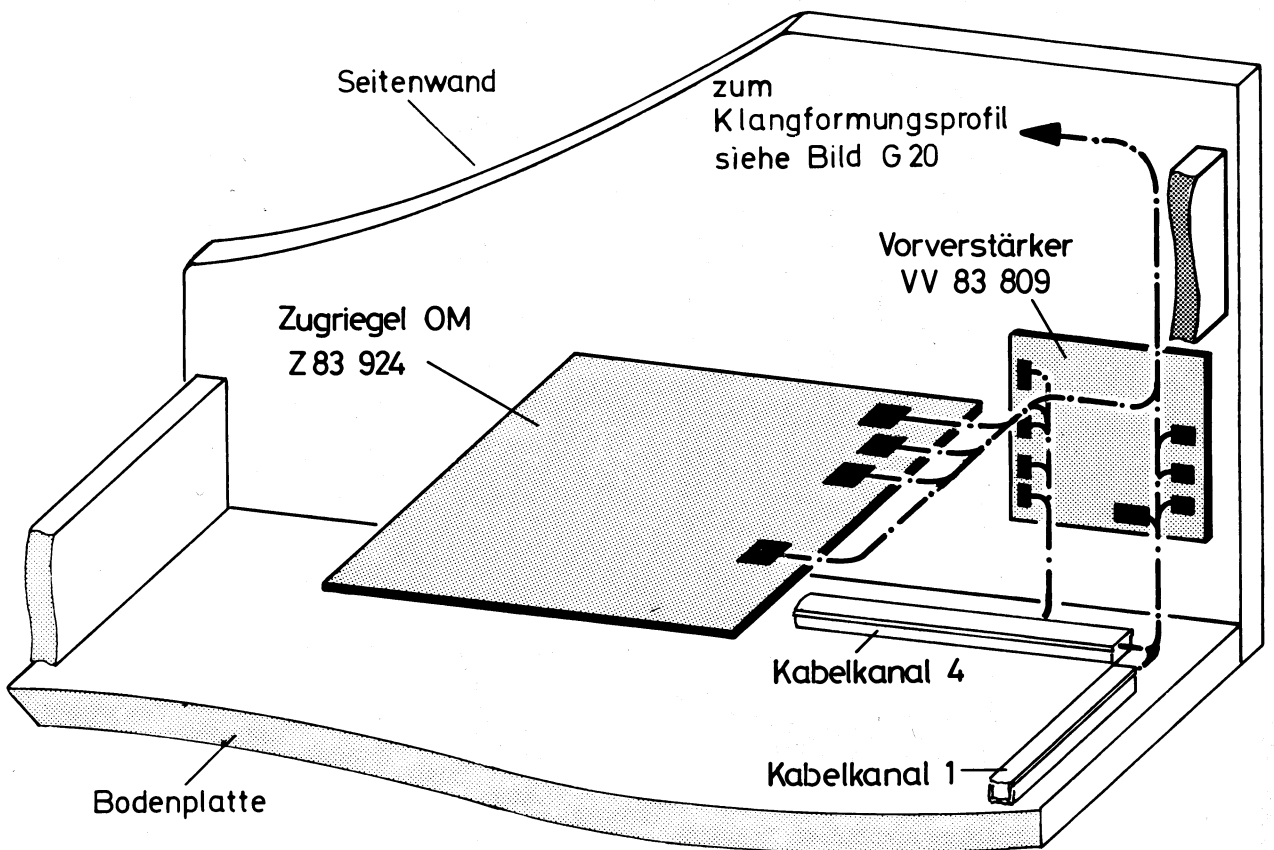 Seitenwand
zum
Klangformungsprofil
siehe Bild G 20
Vorverstärker
VV 83 809
Zugriegel OM
Z 83 924
Kabelkanal 4
Kabelkanal 1
Bodenplatte